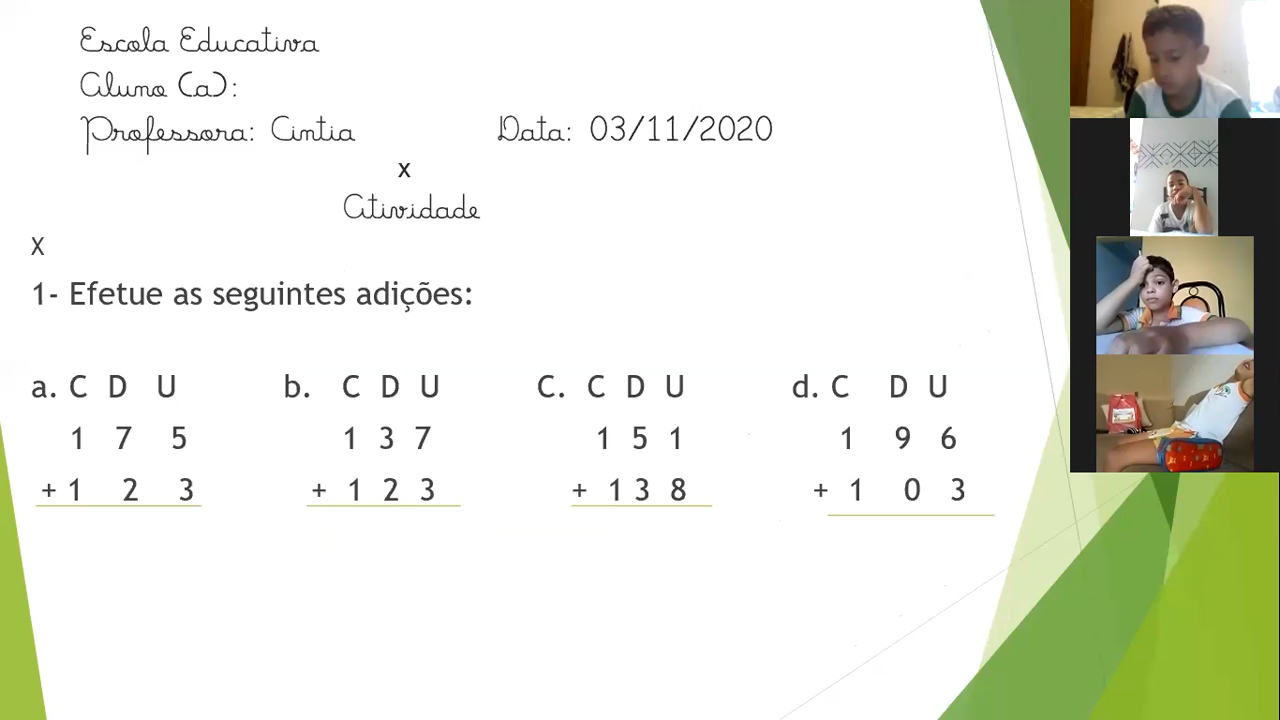 Escola Educativa
Aluno (a):
Professora: Cintia Data: 03/11/2020
x
Atividade
X
1- Efetue as seguintes adições:
a. C D U b. C D U C. C D U d. C D U
1 7 5 1 3 7 1 5 1 1 9 6
+ 1 2 3 + 1 2 3 + 1 3 8 + 1 0 3